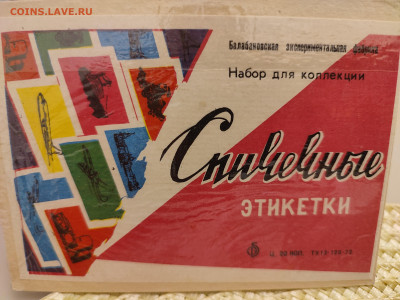 COINS.LAVE.RU
Балабановская экспериментальная фабрика
Набор для коллекции
Спичечные
ЭТИКЕТКИ